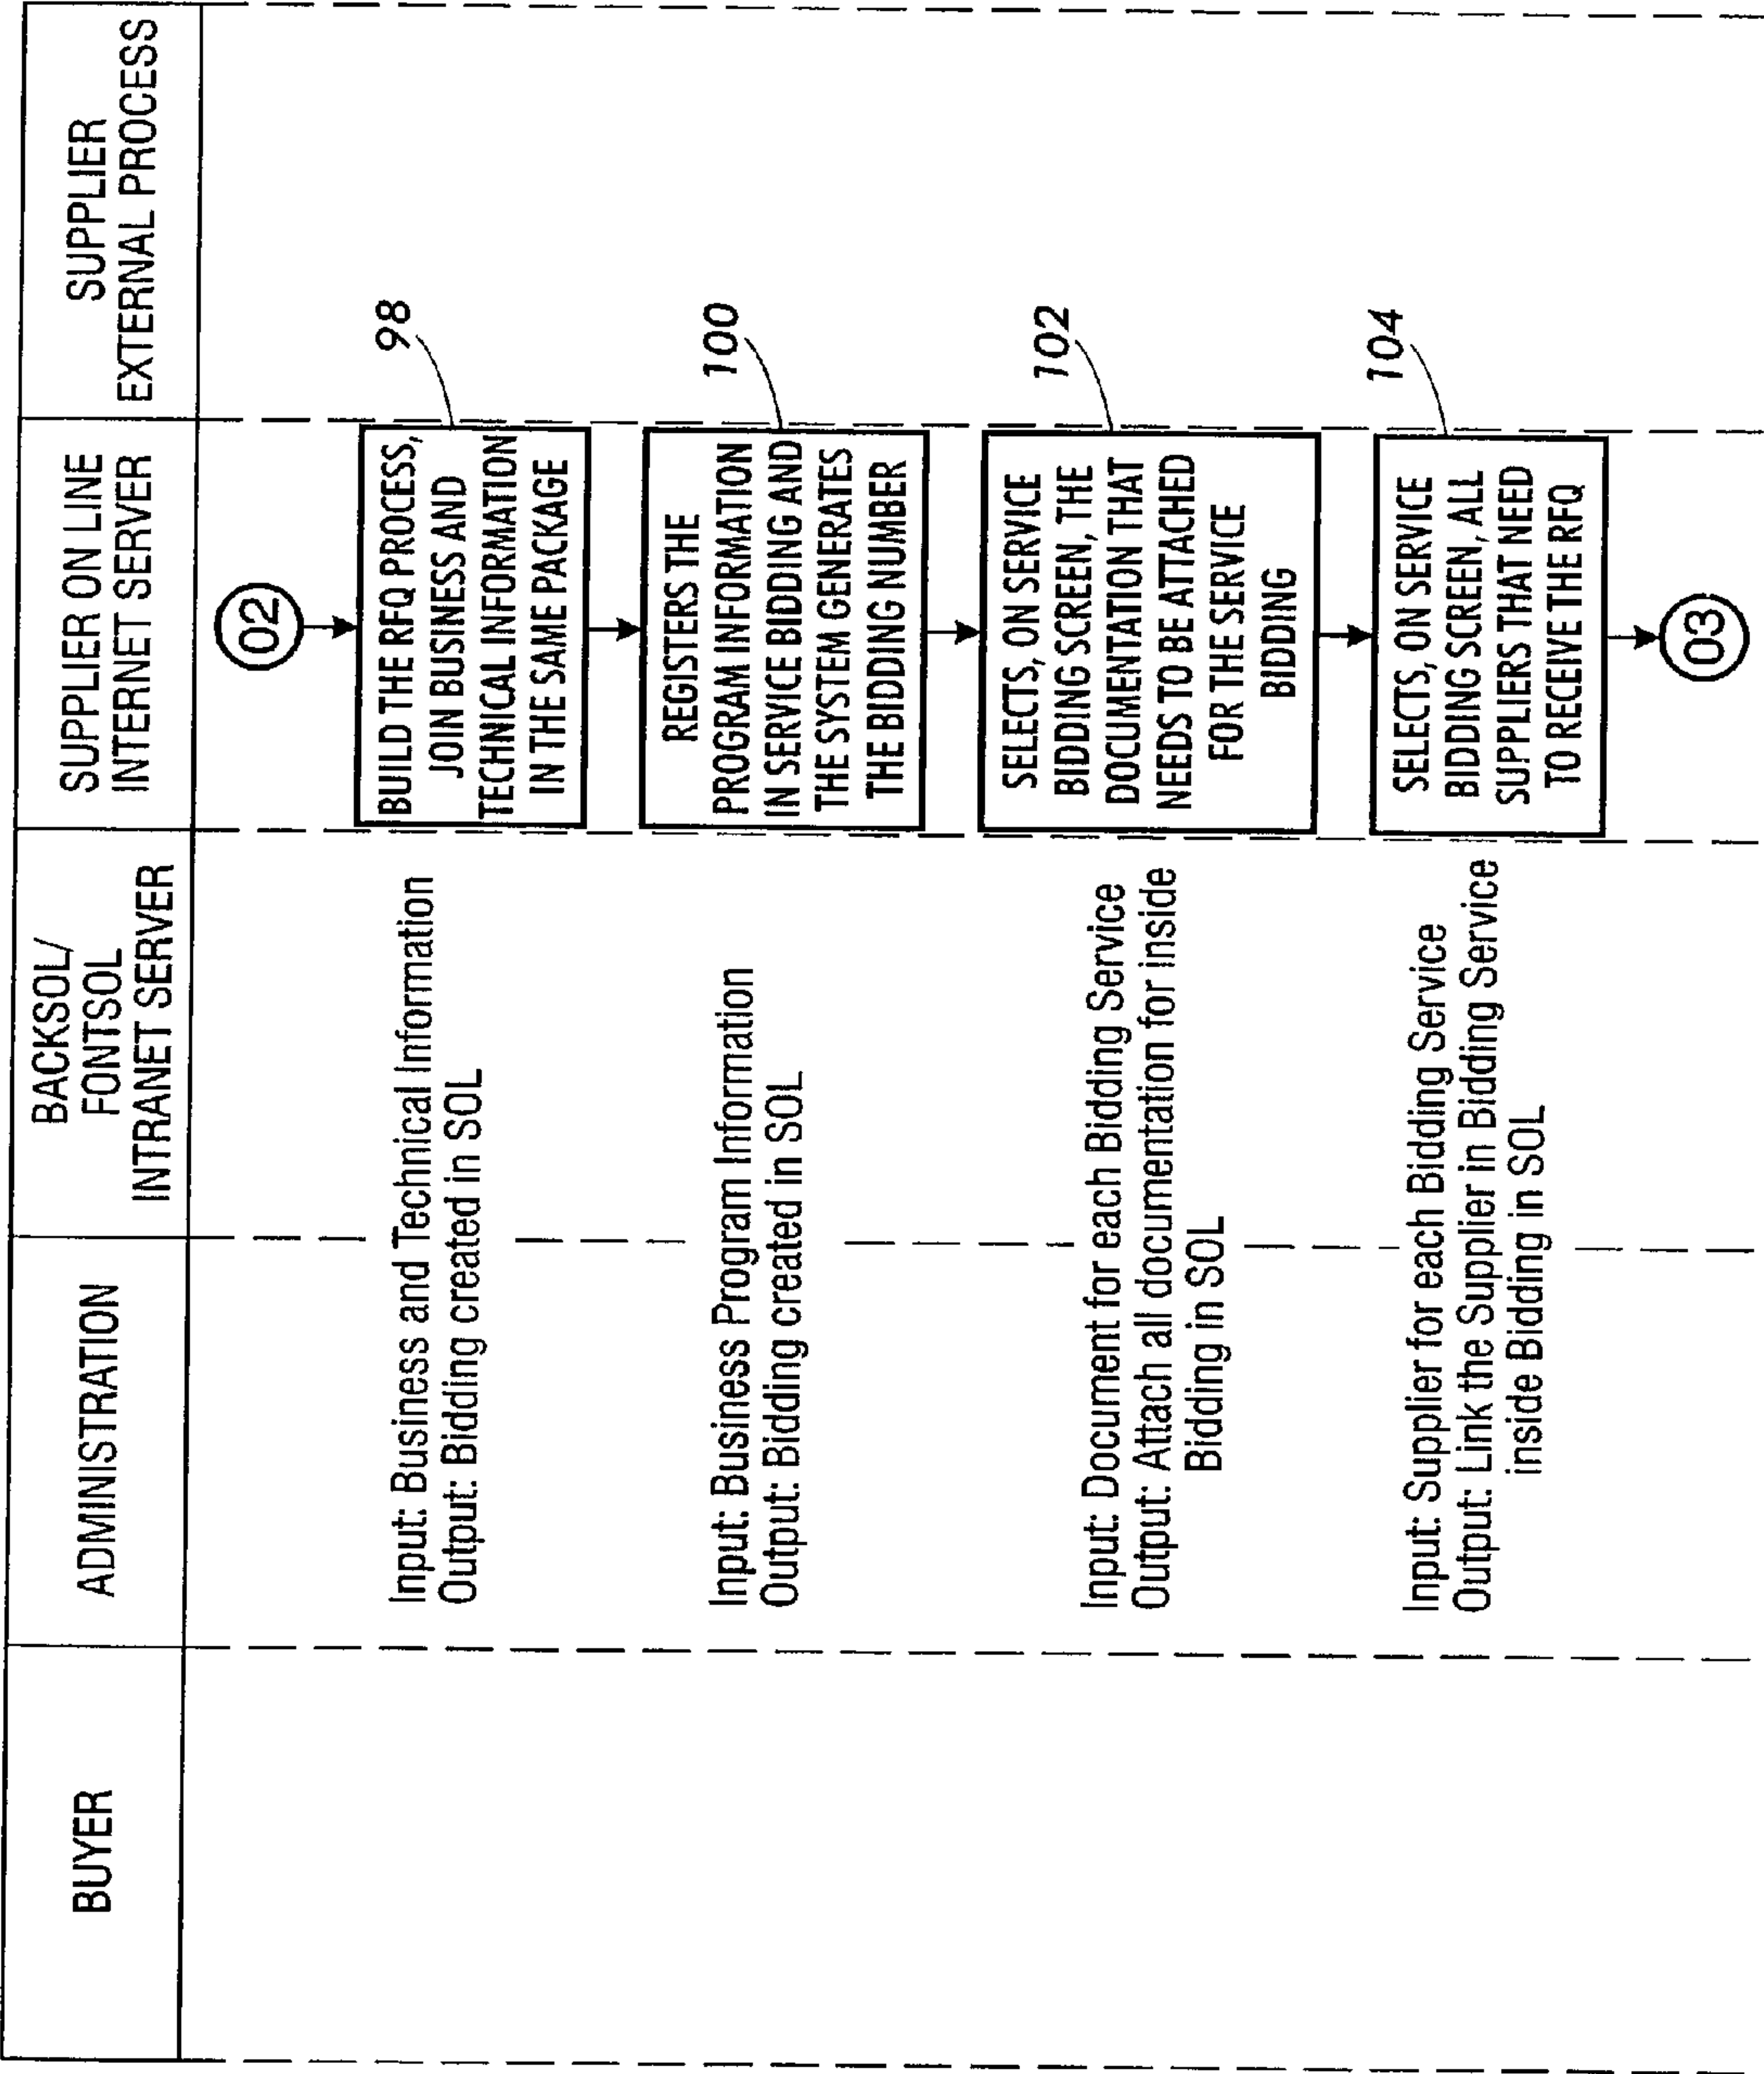 BUYER
ADMINISTRATION
BACKSOL/
FONTSOL
INTRANET SERVER
SUPPLIER ON LINE
INTERNET SERVER
SUPPLIER
EXTERNAL PROCESS
02
Input: Business and Technical Information
Output: Bidding created in SOL
BUILD THE RFQ PROCESS,
JOIN BUSINESS AND
TECHNICAL INFORMATION
IN THE SAME PACKAGE
98
Input: Business Program Information
Output: Bidding created in SOL
REGISTERS THE
PROGRAM INFORMATION
IN SERVICE BIDDING AND
THE SYSTEM GENERATES
THE BIDDING NUMBER
100
Input: Document for each Bidding Service
Output: Attach all documentation for inside
Bidding in SOL
SELECTS, ON SERVICE
BIDDING SCREEN, THE
DOCUMENTATION THAT
NEEDS TO BE ATTACHED
FOR THE SERVICE
BIDDING
102
Input: Supplier for each Bidding Service
Output: Link the Supplier in Bidding Service
inside Bidding in SOL
SELECTS, ON SERVICE
BIDDING SCREEN, ALL
SUPPLIERS THAT NEED
TO RECEIVE THE RFQ
104
03